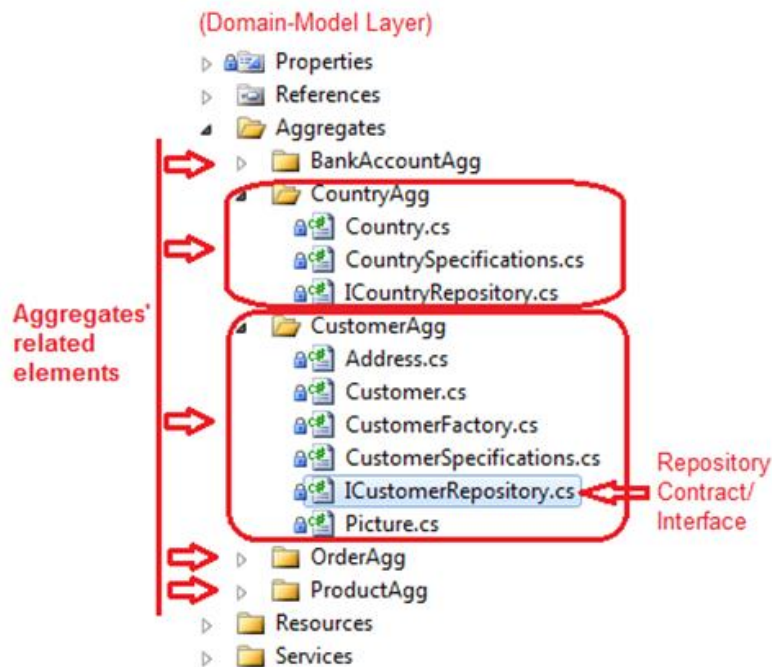 (Domain-Model Layer)
Properties
References
Aggregates
BankAccountAgg
CountryAgg
Country.cs
CountrySpecifications.cs
ICountryRepository.cs
CustomerAgg
Address.cs
Customer.cs
CustomerFactory.cs
CustomerSpecifications.cs
ICustomerRepository.cs
Picture.cs
OrderAgg
ProductAgg
Resources
Services
Aggregates'
related
elements
Repository
Contract/
Interface